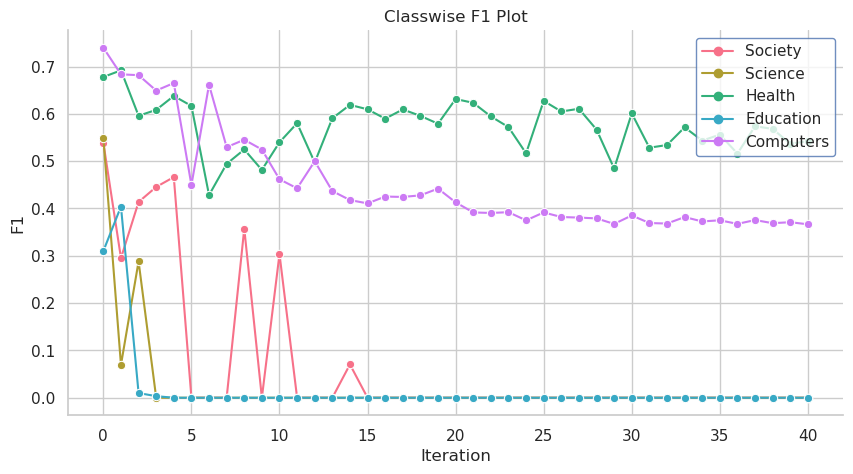 Classwise F1 Plot
Society
Science
Health
Education
Computers
F1
0.7
0.6
0.5
0.4
0.3
0.2
0.1
0.0
0 5 10 15 20 25 30 35 40
Iteration